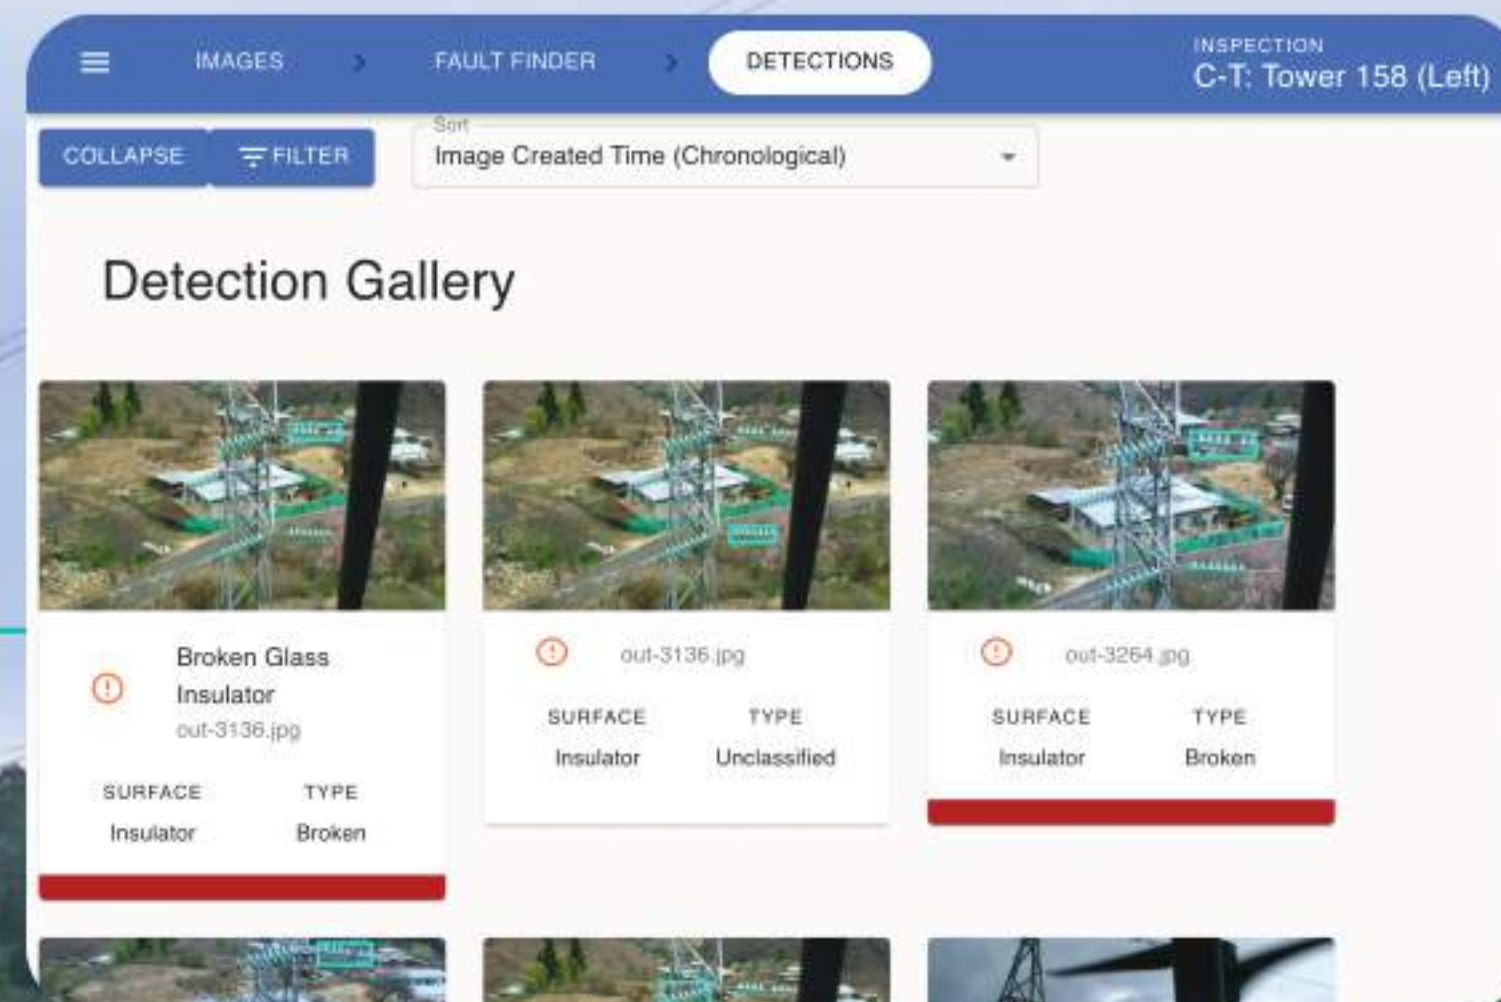 IMAGES
FAULT FINDER
DETECTIONS
INSPECTION
C-T: Tower 158 (Left)
COLLAPSE
FILTER
Sort
Image Created Time (Chronological)
Detection Gallery
Broken Glass
Insulator
out-3136.jpg
SURFACE TYPE
Insulator Broken
out-3136.jpg
SURFACE TYPE
Insulator Unclassified
out-3264.jpg
SURFACE TYPE
Insulator Broken